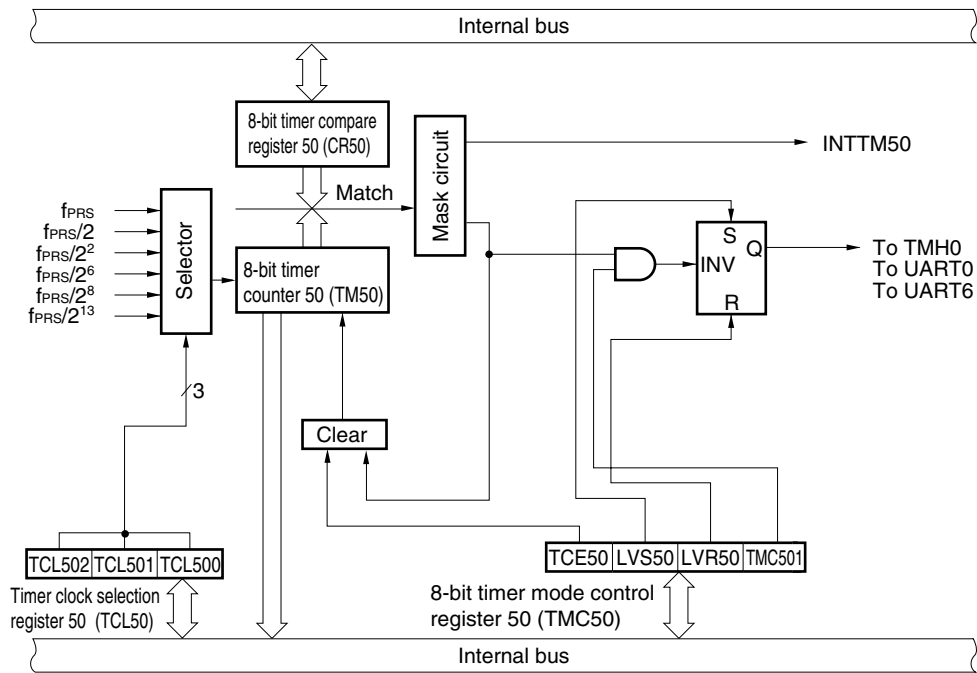 Internal bus
8-bit timer compare
register 50 (CR50)
Match
Mask circuit
INTTM50
fPRS
fPRS/2
fPRS/2²
fPRS/2⁶
fPRS/2⁸
fPRS/2¹³
Selector
8-bit timer
counter 50 (TM50)
S
Q
INV
R
To TMH0
To UART0
To UART6
3
Clear
TCL502 TCL501 TCL500
Timer clock selection
register 50 (TCL50)
TCE50 LVS50 LVR50 TMC501
8-bit timer mode control
register 50 (TMC50)
Internal bus